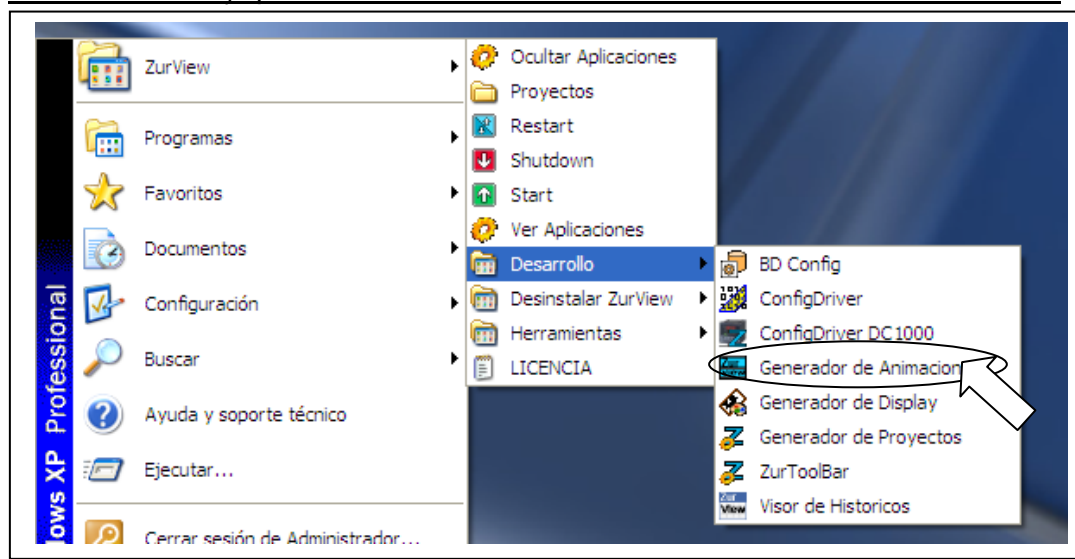 ZurView
Programas
Favoritos
Documentos
Configuración
Buscar
Ayuda y soporte técnico
Ejecutar...
Cerrar sesión de Administrador...
Professional
Ocultar Aplicaciones
Proyectos
Restart
Shutdown
Start
Ver Aplicaciones
Desarrollo
Desinstalar ZurView
Herramientas
LICENCIA
BD Config
ConfigDriver
ConfigDriver DC1000
Generador de Animacion
Generador de Display
Generador de Proyectos
ZurToolBar
Visor de Historicos